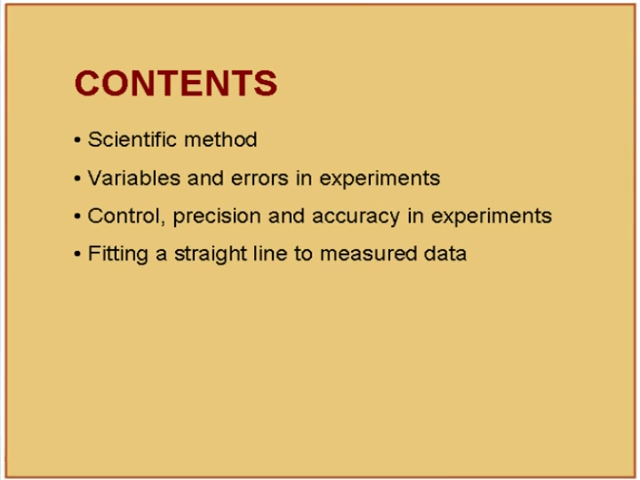 CONTENTS
• Scientific method
• Variables and errors in experiments
• Control, precision and accuracy in experiments
• Fitting a straight line to measured data